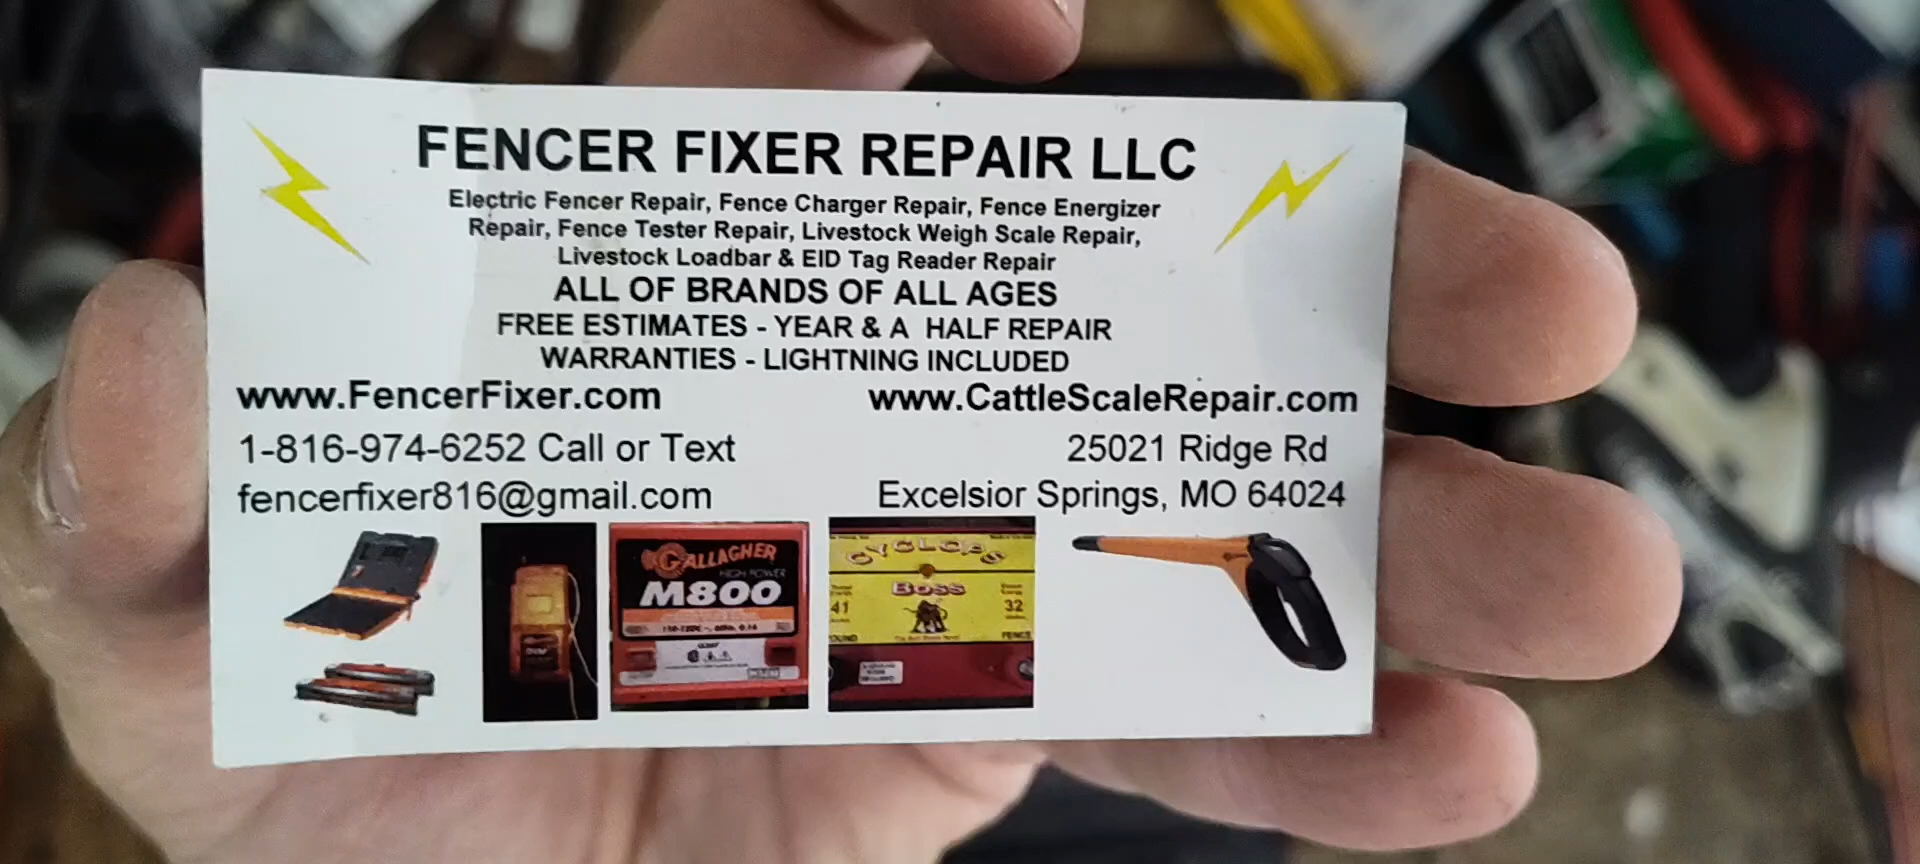 FENCER FIXER REPAIR LLC
Electric Fencer Repair, Fence Charger Repair, Fence Energizer
Repair, Fence Tester Repair, Livestock Weigh Scale Repair,
Livestock Loadbar & EID Tag Reader Repair
ALL OF BRANDS OF ALL AGES
FREE ESTIMATES - YEAR & A HALF REPAIR
WARRANTIES - LIGHTNING INCLUDED
www.FencerFixer.com
www.CattleScaleRepair.com
1-816-974-6252 Call or Text
25021 Ridge Rd
fencerfixer816@gmail.com
Excelsior Springs, MO 64024
GALLAGHER
HIGH POWER
M800
CYCLOPS
BOSS
41
32
FENCE